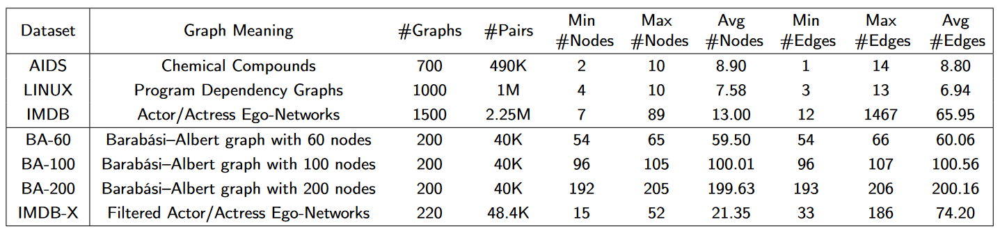 Dataset Graph Meaning #Graphs #Pairs Min #Nodes Max #Nodes Avg #Nodes Min #Edges Max #Edges Avg #Edges
AIDS Chemical Compounds 700 490K 2 10 8.90 1 14 8.80
LINUX Program Dependency Graphs 1000 1M 4 10 7.58 3 13 6.94
IMDB Actor/Actress Ego-Networks 1500 2.25M 7 89 13.00 12 1467 65.95
BA-60 Barabási–Albert graph with 60 nodes 200 40K 54 65 59.50 54 66 60.06
BA-100 Barabási–Albert graph with 100 nodes 200 40K 96 105 100.01 96 107 100.56
BA-200 Barabási–Albert graph with 200 nodes 200 40K 192 205 199.63 193 206 200.16
IMDB-X Filtered Actor/Actress Ego-Networks 220 48.4K 15 52 21.35 33 186 74.20